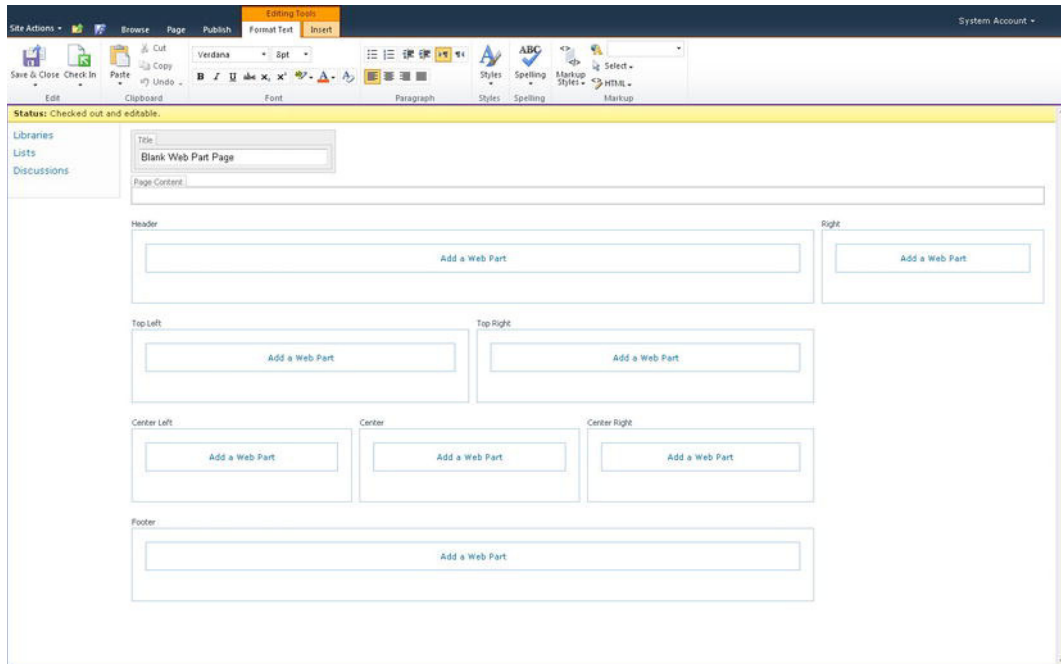 Editing Tools
Site Actions Browse Page Publish Format Text Insert System Account
Save & Close Check In Paste Cut Copy Undo
Verdana 8pt
B I U abc x₂ x² A
Styles ABC Spelling Markup Styles Select HTML
Edit Clipboard Font Paragraph Styles Spelling Markup
Status: Checked out and editable.
Libraries
Lists
Discussions
Title
Blank Web Part Page
Page Content
Header Right
Add a Web Part Add a Web Part
Top Left Top Right
Add a Web Part Add a Web Part
Center Left Center Center Right
Add a Web Part Add a Web Part Add a Web Part
Footer
Add a Web Part